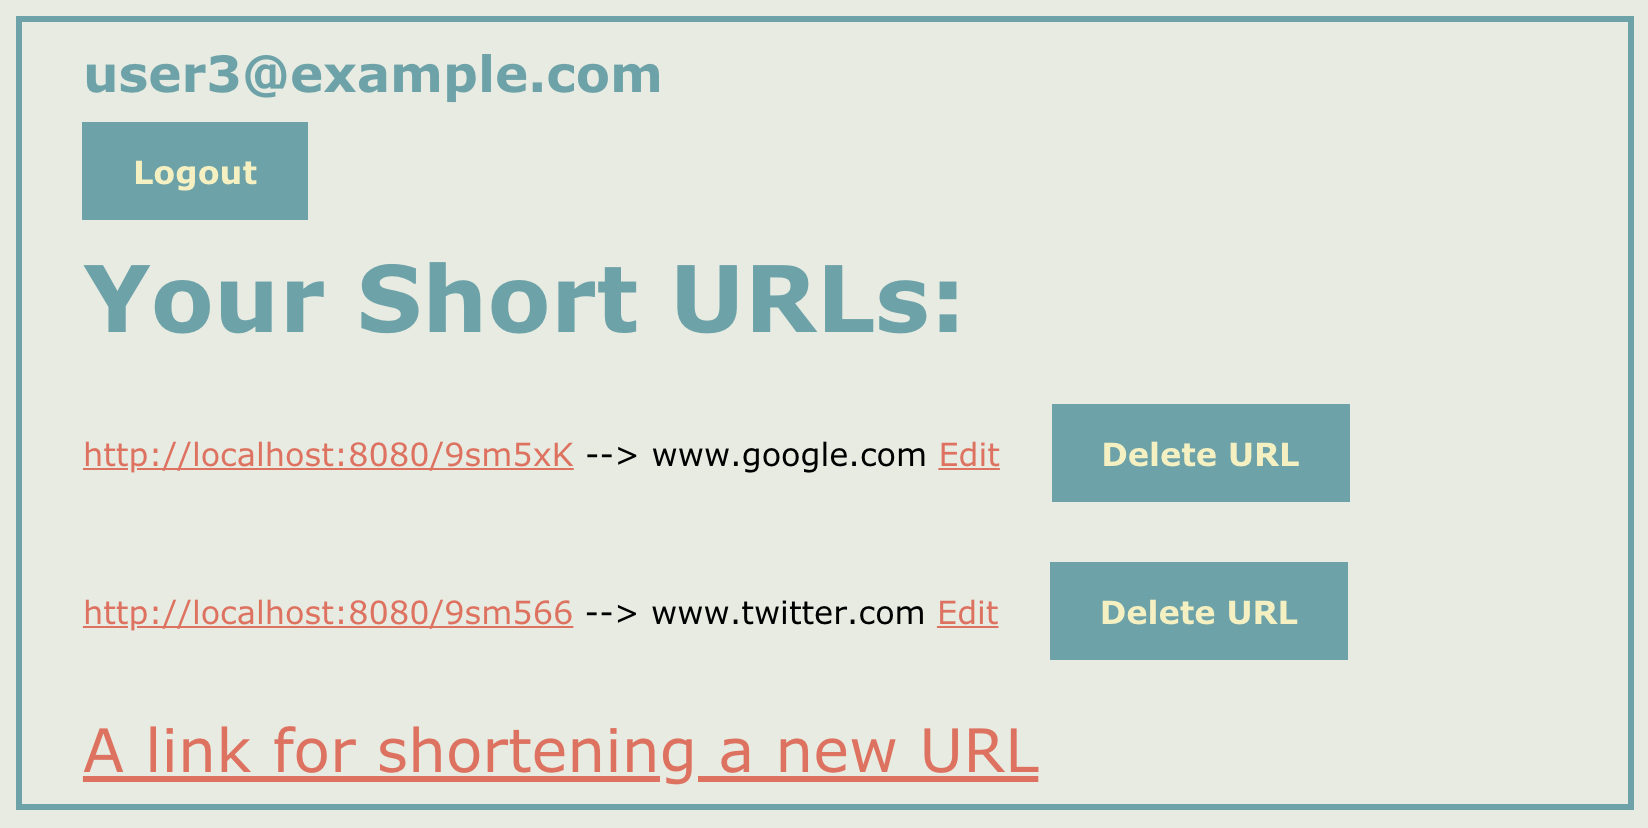 user3@example.com
Logout
Your Short URLs:
http://localhost:8080/9sm5xK --> www.google.com Edit Delete URL
http://localhost:8080/9sm566 --> www.twitter.com Edit Delete URL
A link for shortening a new URL